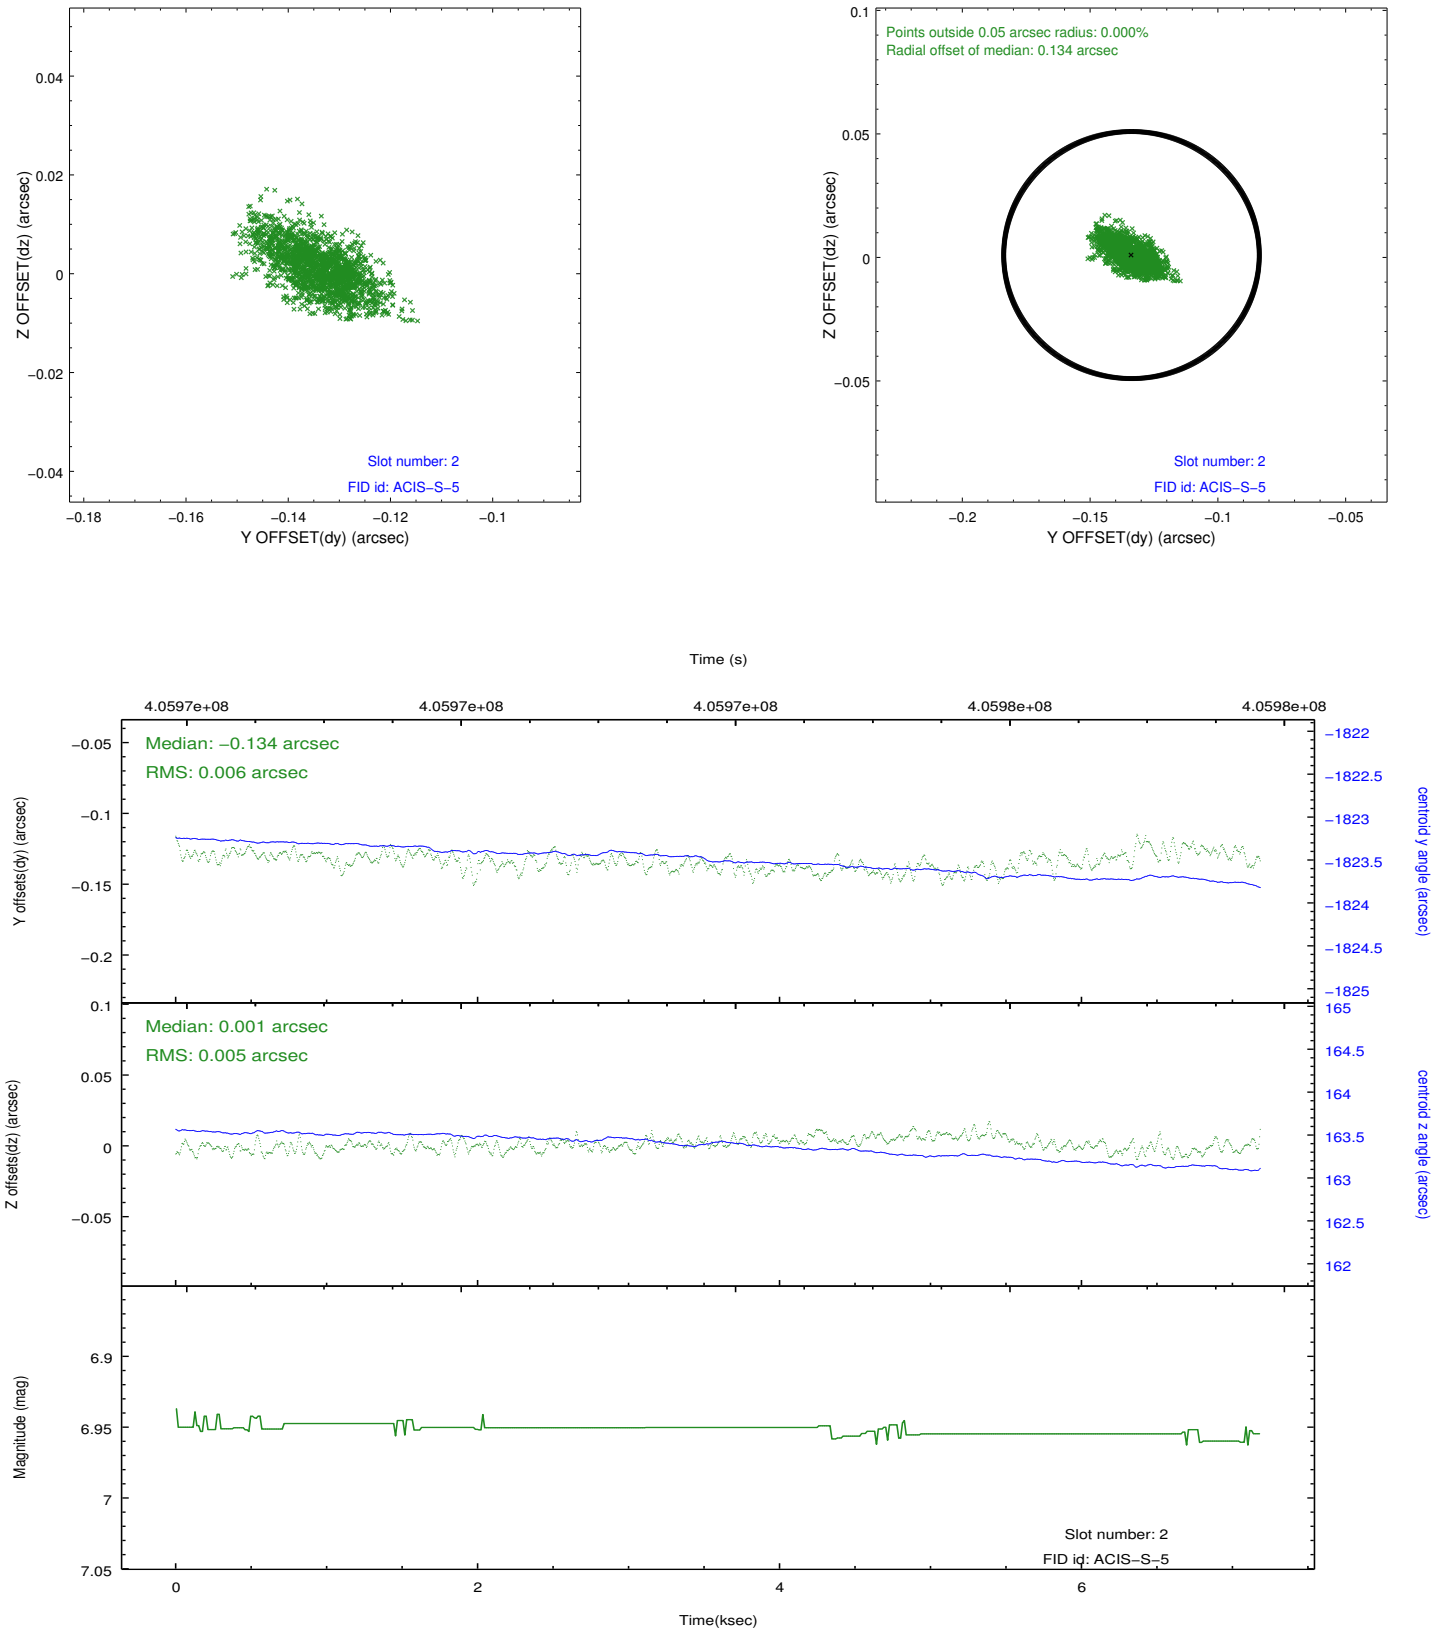 0.04
0.02
0
−0.02
−0.04
Z OFFSET(dz) (arcsec)
Slot number: 2
FID id: ACIS−S−5
−0.18
−0.16
−0.14
−0.12
−0.1
Y OFFSET(dy) (arcsec)
Points outside 0.05 arcsec radius: 0.000%
Radial offset of median: 0.134 arcsec
0.1
0.05
0
−0.05
Z OFFSET(dz) (arcsec)
Slot number: 2
FID id: ACIS−S−5
−0.2
−0.15
−0.1
−0.05
Y OFFSET(dy) (arcsec)
Time (s)
4.0597e+08
4.0597e+08
4.0597e+08
4.0598e+08
4.0598e+08
Median: −0.134 arcsec
RMS: 0.006 arcsec
−0.05
−0.1
−0.15
−0.2
Y offsets(dy) (arcsec)
−1822
−1822.5
−1823
−1823.5
−1824
−1824.5
−1825
centroid y angle (arcsec)
Median: 0.001 arcsec
RMS: 0.005 arcsec
0.1
0.05
0
−0.05
Z offsets(dz) (arcsec)
165
164.5
164
163.5
163
162.5
162
centroid z angle (arcsec)
6.9
6.95
7
7.05
Magnitude (mag)
Slot number: 2
FID id: ACIS−S−5
0
2
4
6
Time(ksec)